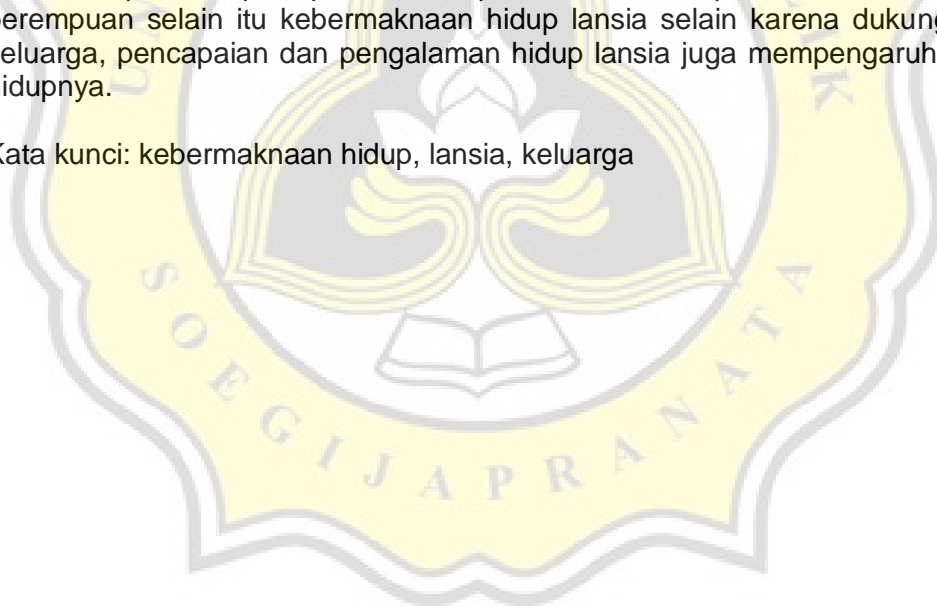 perempuan selain itu kebermaknaan hidup lansia selain karena dukung
eluarga, pencapaian dan pengalaman hidup lansia juga mempengaruh
hidupnya.
Kata kunci: kebermaknaan hidup, lansia, keluarga
SOEGIJAPRANATA